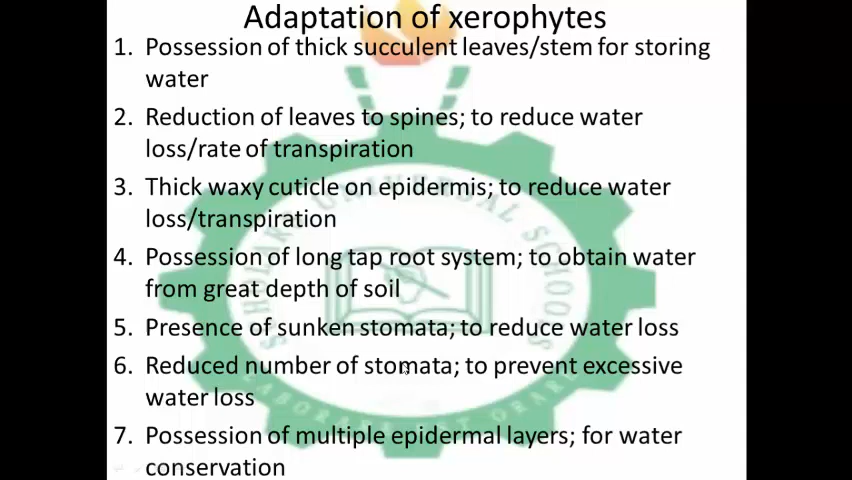 Adaptation of xerophytes
1. Possession of thick succulent leaves/stem for storing
water
2. Reduction of leaves to spines; to reduce water
loss/rate of transpiration
3. Thick waxy cuticle on epidermis; to reduce water
loss/transpiration
4. Possession of long tap root system; to obtain water
from great depth of soil
5. Presence of sunken stomata; to reduce water loss
6. Reduced number of stomata; to prevent excessive
water loss
7. Possession of multiple epidermal layers; for water
conservation
UNIVERSAL SCHOOLS